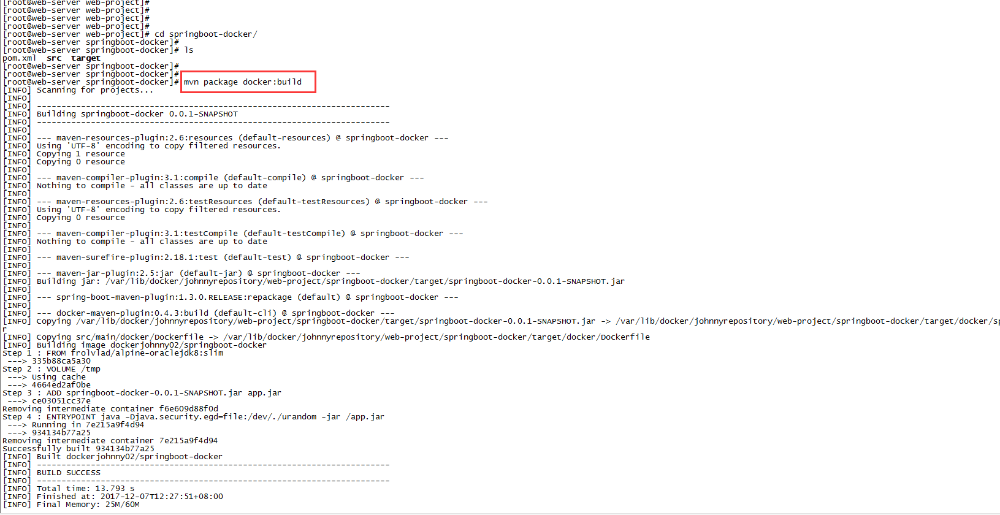 [root@web-server web-project]#
[root@web-server web-project]#
[root@web-server web-project]#
[root@web-server web-project]#
[root@web-server web-project]# cd springboot-docker/
[root@web-server springboot-docker]#
[root@web-server springboot-docker]# ls
pom.xml  src  target
[root@web-server springboot-docker]#
[root@web-server springboot-docker]#
[root@web-server springboot-docker]# mvn package docker:build
[INFO] Scanning for projects...
[INFO]
[INFO] ------------------------------------------------------------------------
[INFO] Building springboot-docker 0.0.1-SNAPSHOT
[INFO] ------------------------------------------------------------------------
[INFO]
[INFO] --- maven-resources-plugin:2.6:resources (default-resources) @ springboot-docker ---
[INFO] Using 'UTF-8' encoding to copy filtered resources.
[INFO] Copying 1 resource
[INFO] Copying 0 resource
[INFO]
[INFO] --- maven-compiler-plugin:3.1:compile (default-compile) @ springboot-docker ---
[INFO] Nothing to compile - all classes are up to date
[INFO]
[INFO] --- maven-resources-plugin:2.6:testResources (default-testResources) @ springboot-docker ---
[INFO] Using 'UTF-8' encoding to copy filtered resources.
[INFO] Copying 0 resource
[INFO]
[INFO] --- maven-compiler-plugin:3.1:testCompile (default-testCompile) @ springboot-docker ---
[INFO] Nothing to compile - all classes are up to date
[INFO]
[INFO] --- maven-surefire-plugin:2.18.1:test (default-test) @ springboot-docker ---
[INFO]
[INFO] --- maven-jar-plugin:2.5:jar (default-jar) @ springboot-docker ---
[INFO] Building jar: /var/lib/docker/johnnyrepository/web-project/springboot-docker/target/springboot-docker-0.0.1-SNAPSHOT.jar
[INFO]
[INFO] --- spring-boot-maven-plugin:1.3.0.RELEASE:repackage (default) @ springboot-docker ---
[INFO]
[INFO] --- docker-maven-plugin:0.4.3:build (default-cli) @ springboot-docker ---
[INFO] Copying /var/lib/docker/johnnyrepository/web-project/springboot-docker/target/springboot-docker-0.0.1-SNAPSHOT.jar -> /var/lib/docker/johnnyrepository/web-project/springboot-docker/target/docker/sp
r
[INFO] Copying src/main/docker/Dockerfile -> /var/lib/docker/johnnyrepository/web-project/springboot-docker/target/docker/Dockerfile
[INFO] Building image dockerjohnny02/springboot-docker
Step 1 : FROM frolvlad/alpine-oraclejdk8:slim
 ---> 335b88ca5a30
Step 2 : VOLUME /tmp
 ---> Using cache
 ---> 4664ed2af0be
Step 3 : ADD springboot-docker-0.0.1-SNAPSHOT.jar app.jar
 ---> ce03051cc37e
Removing intermediate container f6e609d88f0d
Step 4 : ENTRYPOINT java -Djava.security.egd=file:/dev/./urandom -jar /app.jar
 ---> Running in 7e215a9f4d94
 ---> 934134b77a25
Removing intermediate container 7e215a9f4d94
Successfully built 934134b77a25
[INFO] Built dockerjohnny02/springboot-docker
[INFO] ------------------------------------------------------------------------
[INFO] BUILD SUCCESS
[INFO] ------------------------------------------------------------------------
[INFO] Total time: 13.793 s
[INFO] Finished at: 2017-12-07T12:27:51+08:00
[INFO] Final Memory: 25M/60M